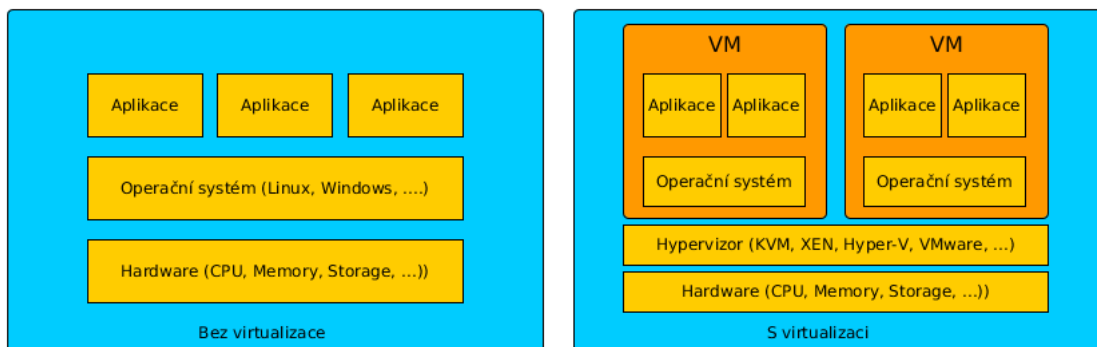 Aplikace
Aplikace
Aplikace
Operační systém (Linux, Windows, ....)
Hardware (CPU, Memory, Storage, ...))
Bez virtualizace
VM
Aplikace
Aplikace
Operační systém
VM
Aplikace
Aplikace
Operační systém
Hypervizor (KVM, XEN, Hyper-V, VMware, ...)
Hardware (CPU, Memory, Storage, ...))
S virtualizaci